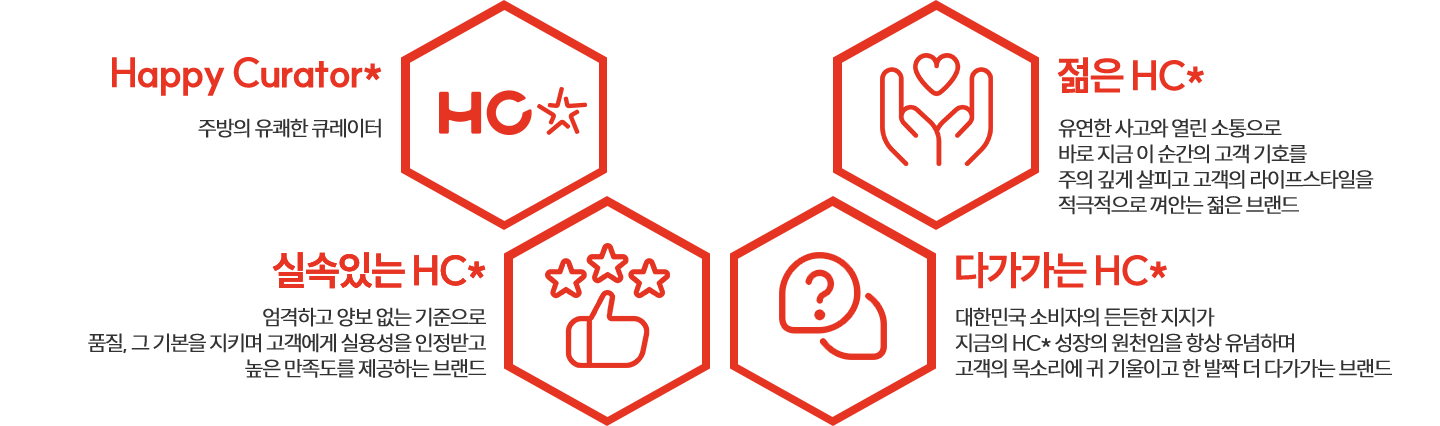 Happy Curator*
주방의 유쾌한 큐레이터
HC
젊은 HC*
유연한 사고와 열린 소통으로
바로 지금 이 순간의 고객 기호를
주의 깊게 살피고 고객의 라이프스타일을
적극적으로 껴안는 젊은 브랜드
실속있는 HC*
엄격하고 양보 없는 기준으로
품질, 그 기본을 지키며 고객에게 실용성을 인정받고
높은 만족도를 제공하는 브랜드
?
다가가는 HC*
대한민국 소비자의 든든한 지지가
지금의 HC* 성장의 원천임을 항상 유념하며
고객의 목소리에 귀 기울이고 한 발짝 더 다가가는 브랜드